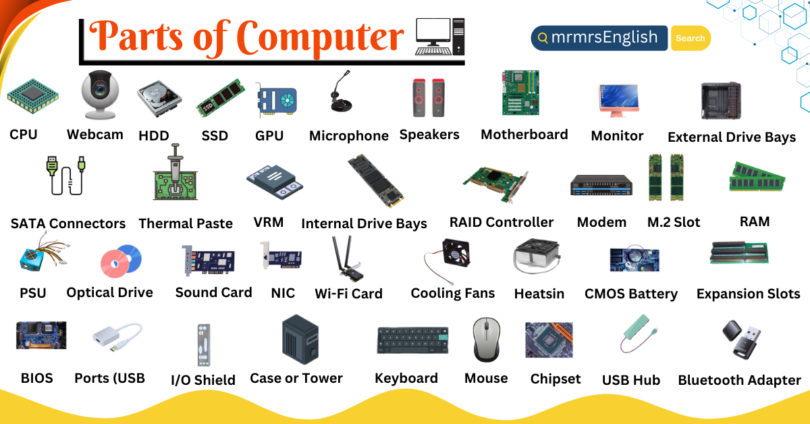 Parts of Computer
mrmrsEnglish
Search
CPU
Webcam
HDD
SSD
GPU
Microphone
Speakers
Motherboard
Monitor
External Drive Bays
SATA Connectors
Thermal Paste
VRM
Internal Drive Bays
RAID Controller
Modem
M.2 Slot
RAM
PSU
Optical Drive
Sound Card
NIC
Wi-Fi Card
Cooling Fans
Heatsin
CMOS Battery
Expansion Slots
BIOS
Ports (USB
I/O Shield
Case or Tower
Keyboard
Mouse
Chipset
USB Hub
Bluetooth Adapter